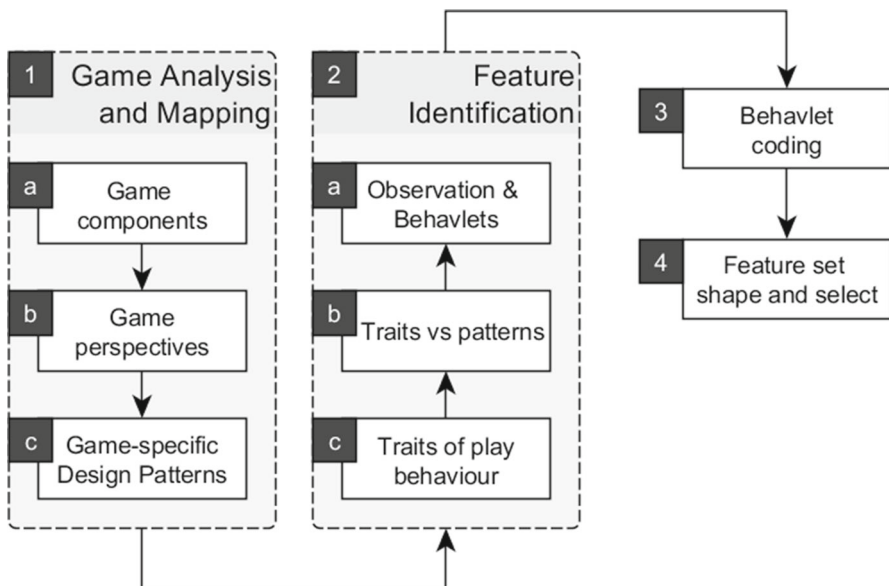 1
Game Analysis
and Mapping
a
Game
components
b
Game
perspectives
c
Game-specific
Design Patterns
2
Feature
Identification
a
Observation &
Behavlets
b
Traits vs patterns
c
Traits of play
behaviour
3
Behavlet
coding
4
Feature set
shape and select